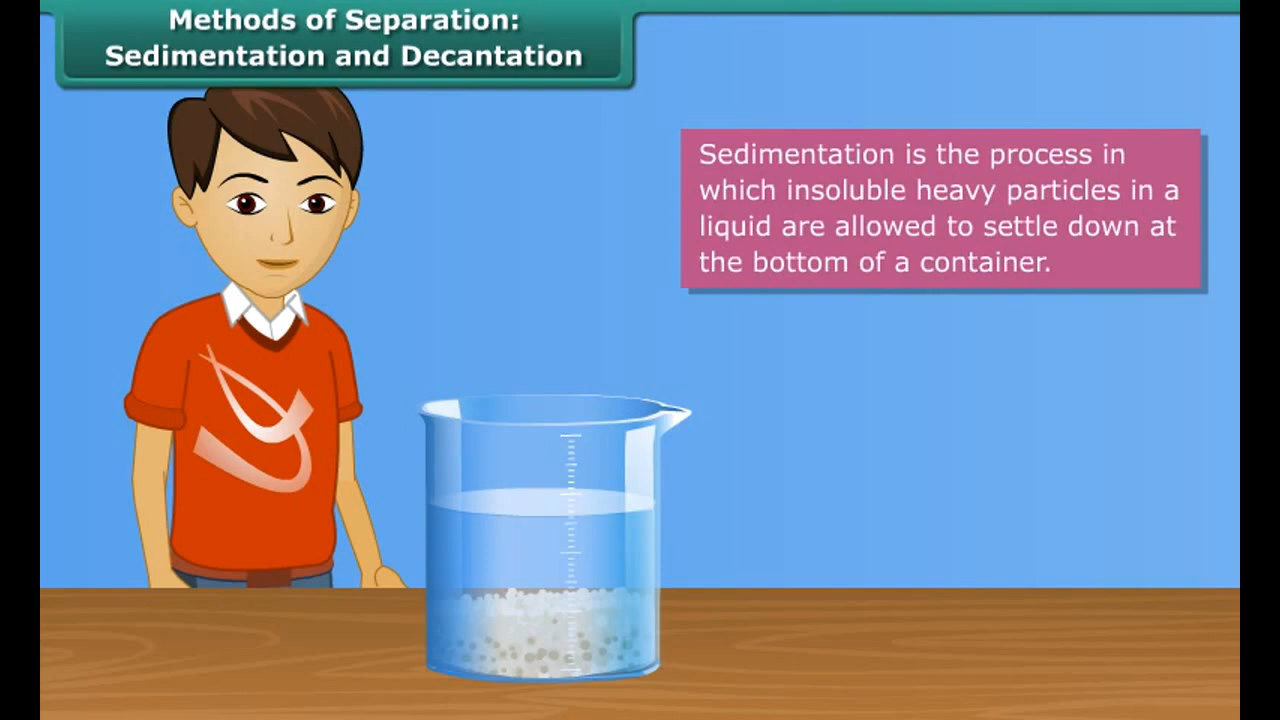 Methods of Separation:
Sedimentation and Decantation
Sedimentation is the process in
which insoluble heavy particles in a
liquid are allowed to settle down at
the bottom of a container.